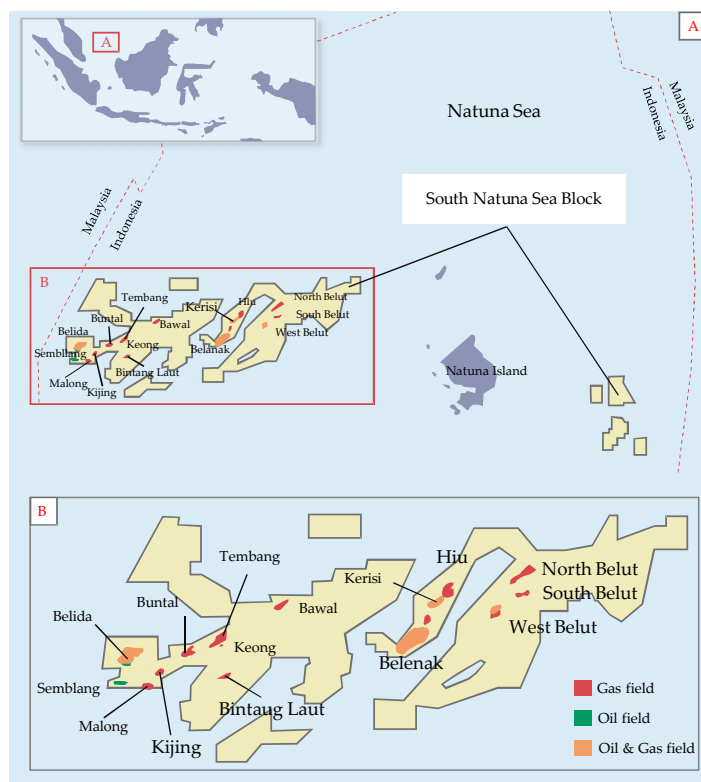 A
A
Natuna Sea
Malaysia
Indonesia
Malaysia
Indonesia
South Natuna Sea Block
B
Tembang
Buntal
Belida
Sembllang
Malong
Kijing
Keong
Bintang Laut
Bawal
Kerisi
Hiu
Belanak
North Belut
South Belut
West Belut
Natuna Island
B
Tembang
Buntal
Belida
Semblang
Malong
Kijing
Keong
Bintaug Laut
Bawal
Kerisi
Hiu
Belenak
North Belut
South Belut
West Belut
Gas field
Oil field
Oil & Gas field